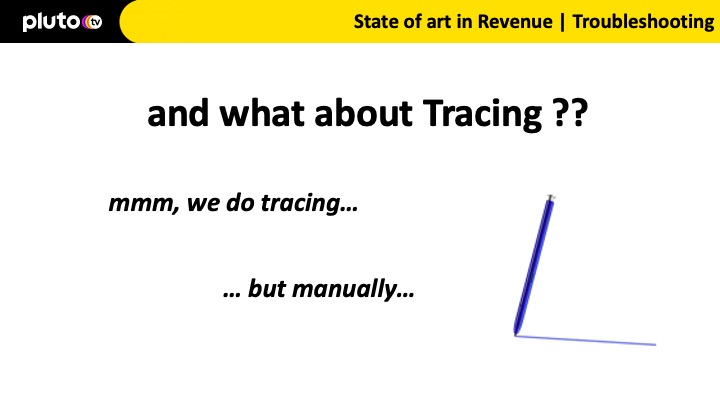 pluto tv
State of art in Revenue | Troubleshooting
and what about Tracing ??
mmm, we do tracing...
... but manually...